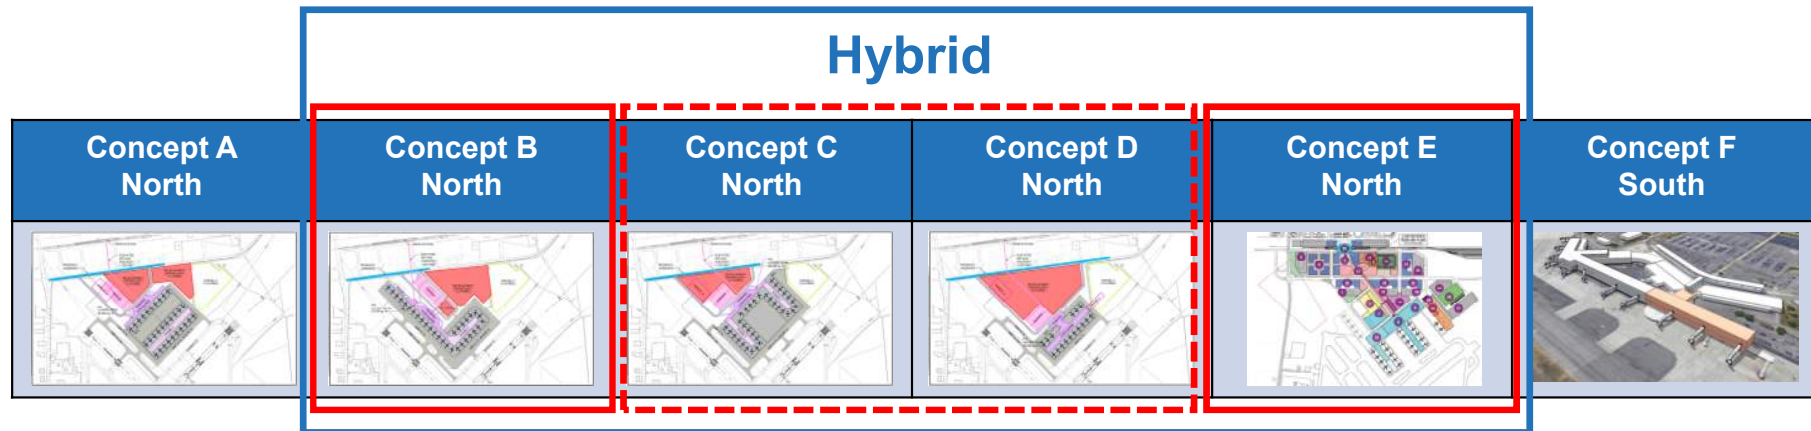 Hybrid
Concept A
North
Concept B
North
Concept C
North
Concept D
North
Concept E
North
Concept F
South